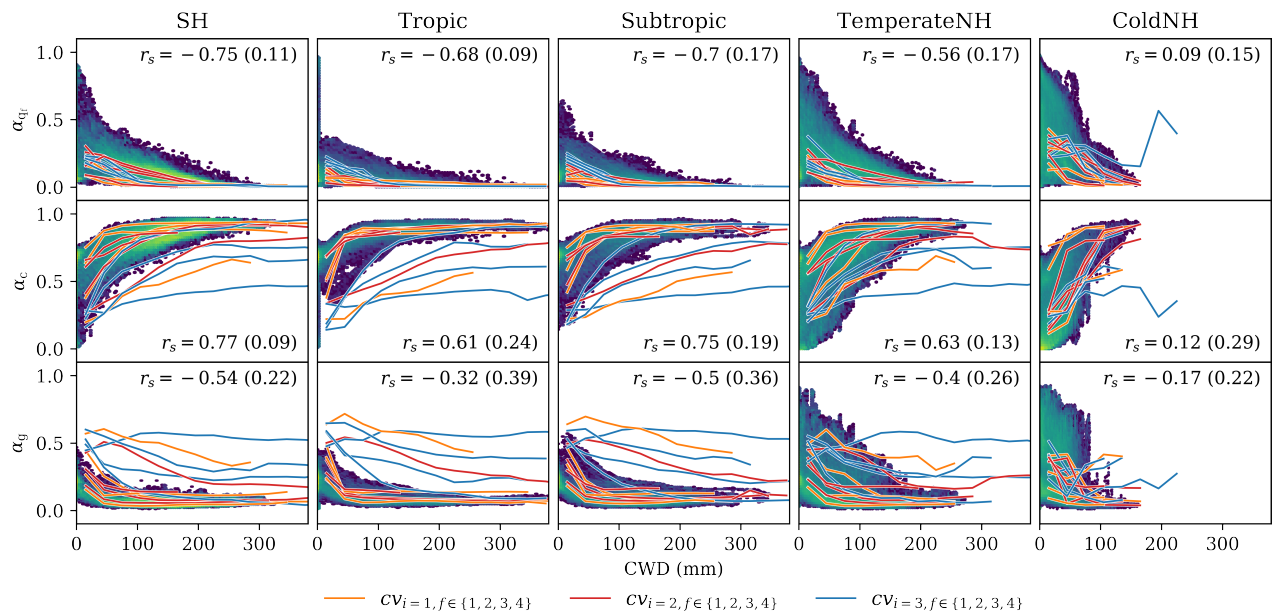 SH Tropic Subtropic TemperateNH ColdNH
1.0 0.5 0.0
α_{q_f}
r_s = −0.75 (0.11) r_s = −0.68 (0.09) r_s = −0.7 (0.17) r_s = −0.56 (0.17) r_s = 0.09 (0.15)
1.0 0.5 0.0
α_c
r_s = 0.77 (0.09) r_s = 0.61 (0.24) r_s = 0.75 (0.19) r_s = 0.63 (0.13) r_s = 0.12 (0.29)
1.0 0.5 0.0
α_g
r_s = −0.54 (0.22) r_s = −0.32 (0.39) r_s = −0.5 (0.36) r_s = −0.4 (0.26) r_s = −0.17 (0.22)
0 100 200 300 0 100 200 300 0 100 200 300 0 100 200 300 0 100 200 300
CWD (mm)
cv_{i=1, f∈{1,2,3,4}} cv_{i=2, f∈{1,2,3,4}} cv_{i=3, f∈{1,2,3,4}}